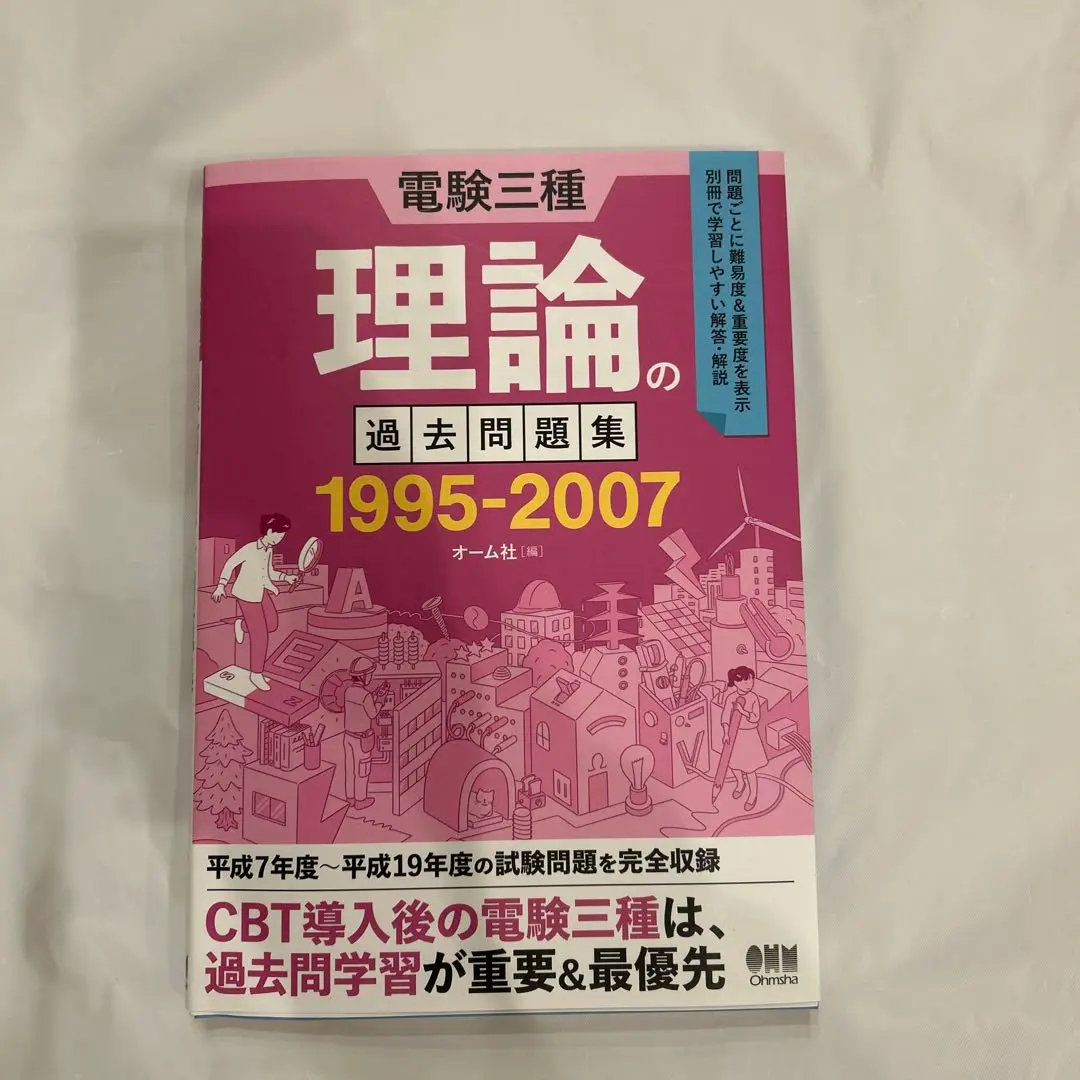 電験三種
理論の
過去問題集
1995-2007
オーム社[編]
問題ごとに難易度&重要度を表示
別冊で学習しやすい解答・解説
A
E
S
N
Ω
V
平成7年度～平成19年度の試験問題を完全収録
CBT導入後の電験三種は、
過去問学習が重要&最優先
OHM
Ohmsha